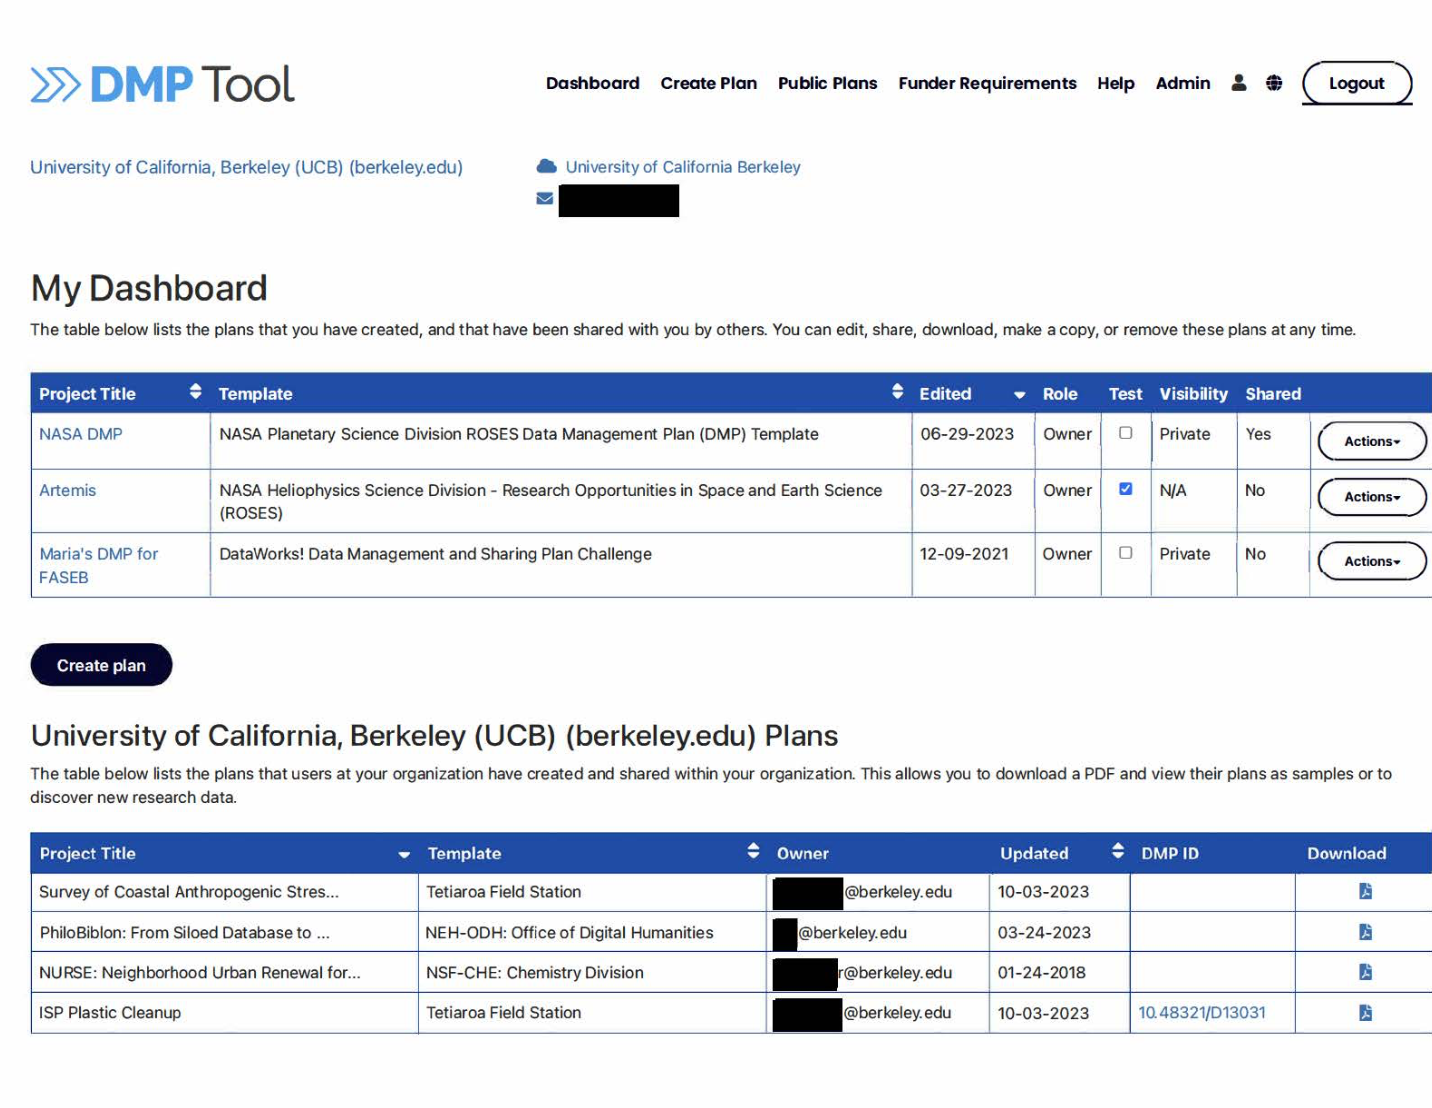 DMP Tool
Dashboard Create Plan Public Plans Funder Requirements Help Admin Logout
University of California, Berkeley (UCB) (berkeley.edu)
University of California Berkeley
My Dashboard
The table below lists the plans that you have created, and that have been shared with you by others. You can edit, share, download, make a copy, or remove these plans at any time.
Project Title Template Edited Role Test Visibility Shared
NASA DMP NASA Planetary Science Division ROSES Data Management Plan (DMP) Template 06-29-2023 Owner Private Yes Actions
Artemis NASA Heliophysics Science Division - Research Opportunities in Space and Earth Science 03-27-2023 Owner N/A No Actions
(ROSES)
Maria's DMP for DataWorks! Data Management and Sharing Plan Challenge 12-09-2021 Owner Private No Actions
FASEB
Create plan
University of California, Berkeley (UCB) (berkeley.edu) Plans
The table below lists the plans that users at your organization have created and shared within your organization. This allows you to download a PDF and view their plans as samples or to
discover new research data.
Project Title Template Owner Updated DMP ID Download
Survey of Coastal Anthropogenic Stres... Tetiaroa Field Station @berkeley.edu 10-03-2023
PhiloBiblon: From Siloed Database to ... NEH-ODH: Office of Digital Humanities @berkeley.edu 03-24-2023
NURSE: Neighborhood Urban Renewal for... NSF-CHE: Chemistry Division r@berkeley.edu 01-24-2018
ISP Plastic Cleanup Tetiaroa Field Station @berkeley.edu 10-03-2023 10.48321/D13031